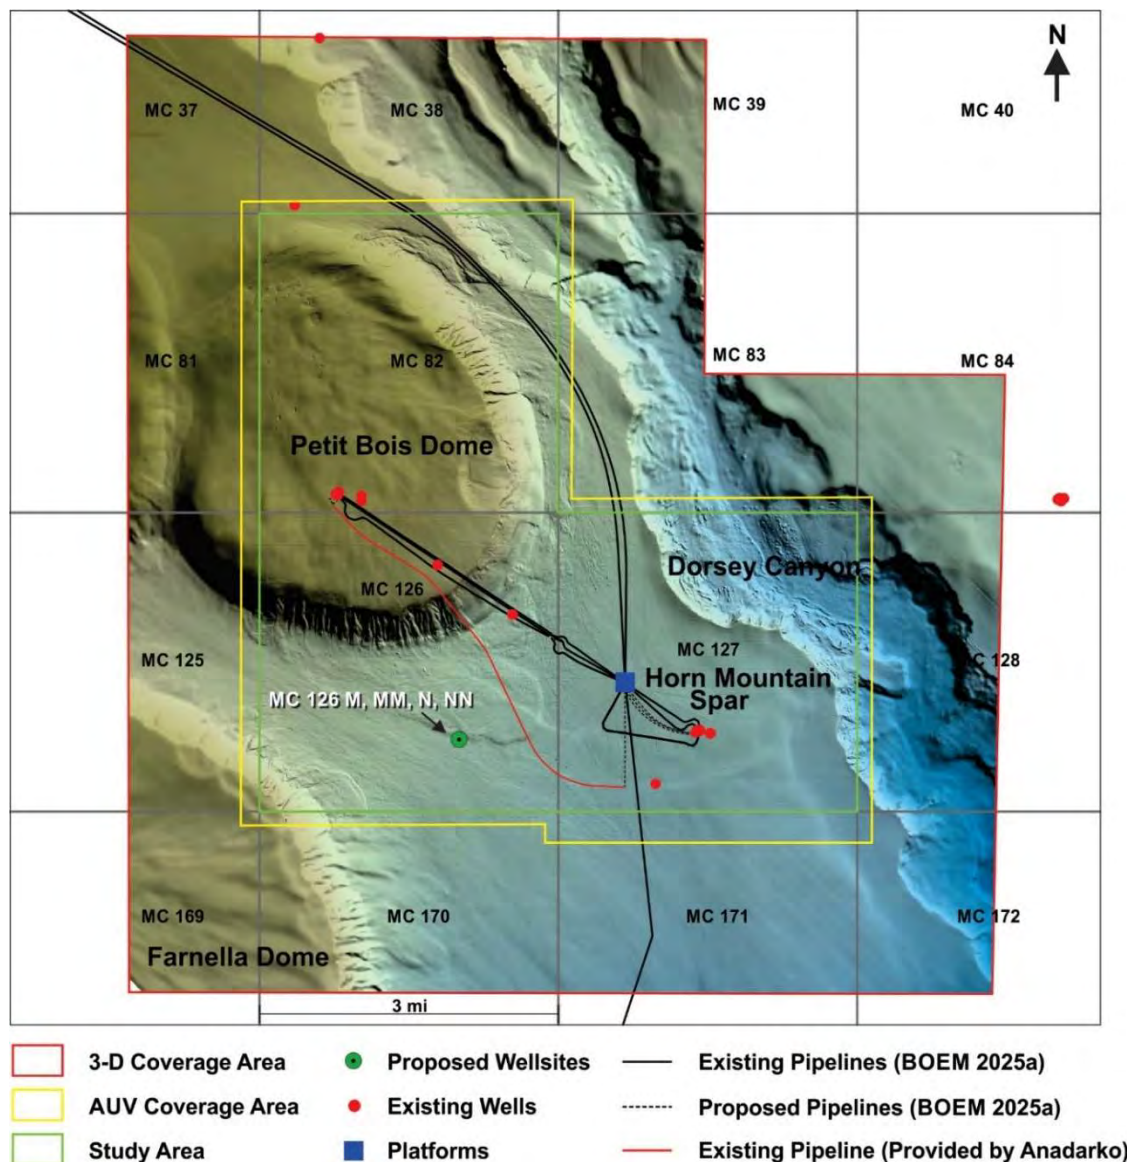 N
MC 37
MC 38
MC 39
MC 40
MC 81
MC 82
MC 83
MC 84
Petit Bois Dome
Dorsey Canyon
MC 126
MC 125
MC 127
128
Horn Mountain
Spar
MC 126 M, MM, N, NN
MC 169
MC 170
MC 171
MC 172
Farnella Dome
3 mi
3-D Coverage Area
Proposed Wellsites
Existing Pipelines (BOEM 2025a)
AUV Coverage Area
Existing Wells
Proposed Pipelines (BOEM 2025a)
Study Area
Platforms
Existing Pipeline (Provided by Anadarko)